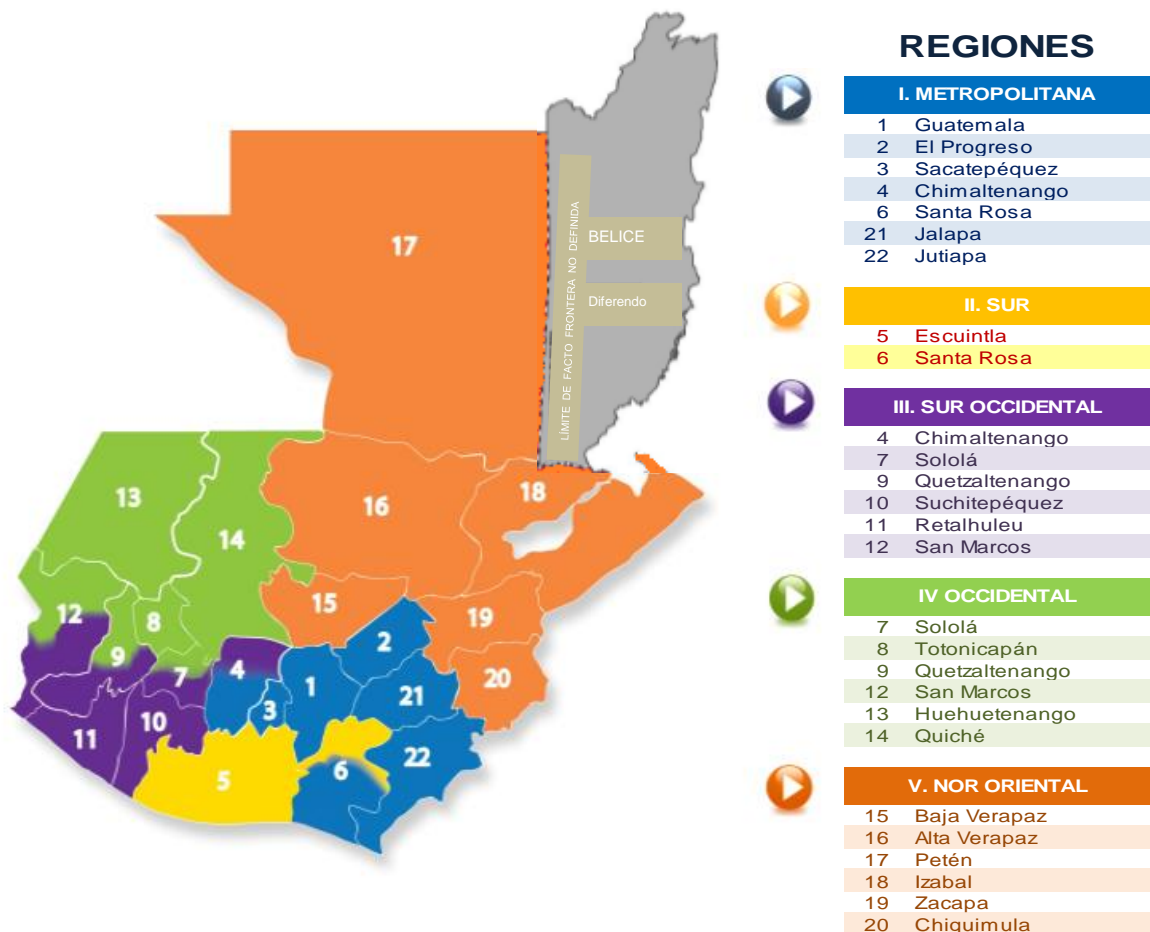 REGIONES
I. METROPOLITANA
1 Guatemala
2 El Progreso
3 Sacatepéquez
4 Chimaltenango
6 Santa Rosa
21 Jalapa
22 Jutiapa
II. SUR
5 Escuintla
6 Santa Rosa
III. SUR OCCIDENTAL
4 Chimaltenango
7 Sololá
9 Quetzaltenango
10 Suchitepéquez
11 Retalhuleu
12 San Marcos
IV OCCIDENTAL
7 Sololá
8 Totonicapán
9 Quetzaltenango
12 San Marcos
13 Huehuetenango
14 Quiché
V. NOR ORIENTAL
15 Baja Verapaz
16 Alta Verapaz
17 Petén
18 Izabal
19 Zacapa
20 Chiquimula
LÍMITE DE FACTO FRONTERA NO DEFINIDA
BELICE
Diferendo
17
13
14
16
18
12
8
15
19
9
7
4
2
20
1
3
21
10
11
5
6
22